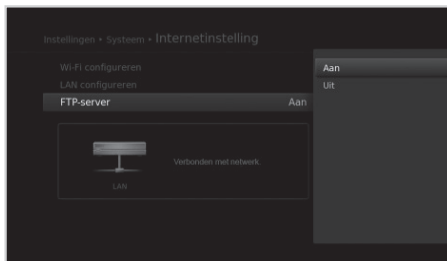 Instellingen • Systeem • Internetinstelling
Wi-Fi configureren
LAN configureren
FTP-server Aan
Aan
Uit
Verbonden met netwerk.
LAN